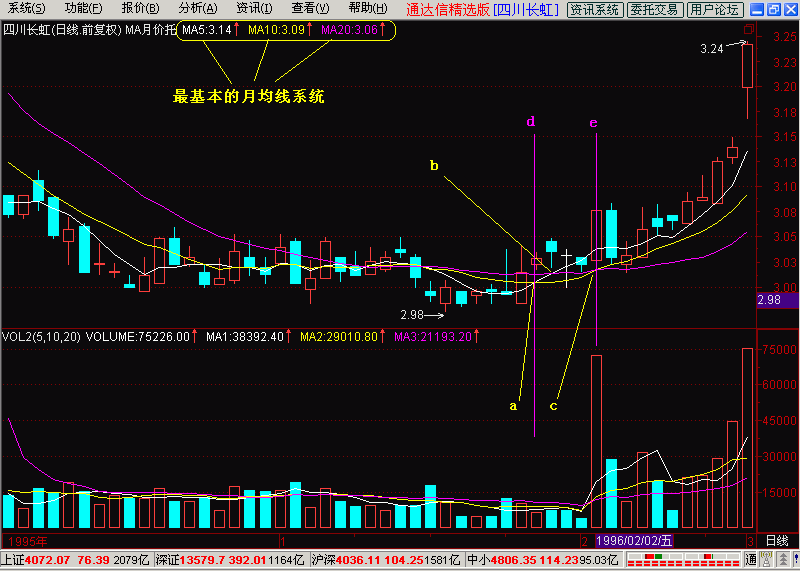 系统(S) 功能(F) 报价(B) 分析(A) 资讯(I) 查看(V) 帮助(H) 通达信精选版 [四川长虹] 资讯系统 委托交易 用户论坛
四川长虹(日线.前复权) MA月价托 MA5:3.14↑ MA10:3.09↑ MA20:3.06↑
3.24→
3.25
3.23
3.20
3.18
3.15
3.13
3.10
3.08
3.05
3.03
3.00
2.98
最基本的月均线系统
d
e
b
2.98→
a
c
VOL2(5,10,20) VOLUME:75226.00↑ MA1:38392.40↑ MA2:29010.80↑ MA3:21193.20↑
75000
60000
45000
30000
15000
1995年 1 2 1996/02/02/五 3 日线
上证4072.07 76.39 2079亿 深证13579.7 392.01 1164亿 沪深4036.11 104.25 1581亿 中小4806.35 114.23 95.03亿 通